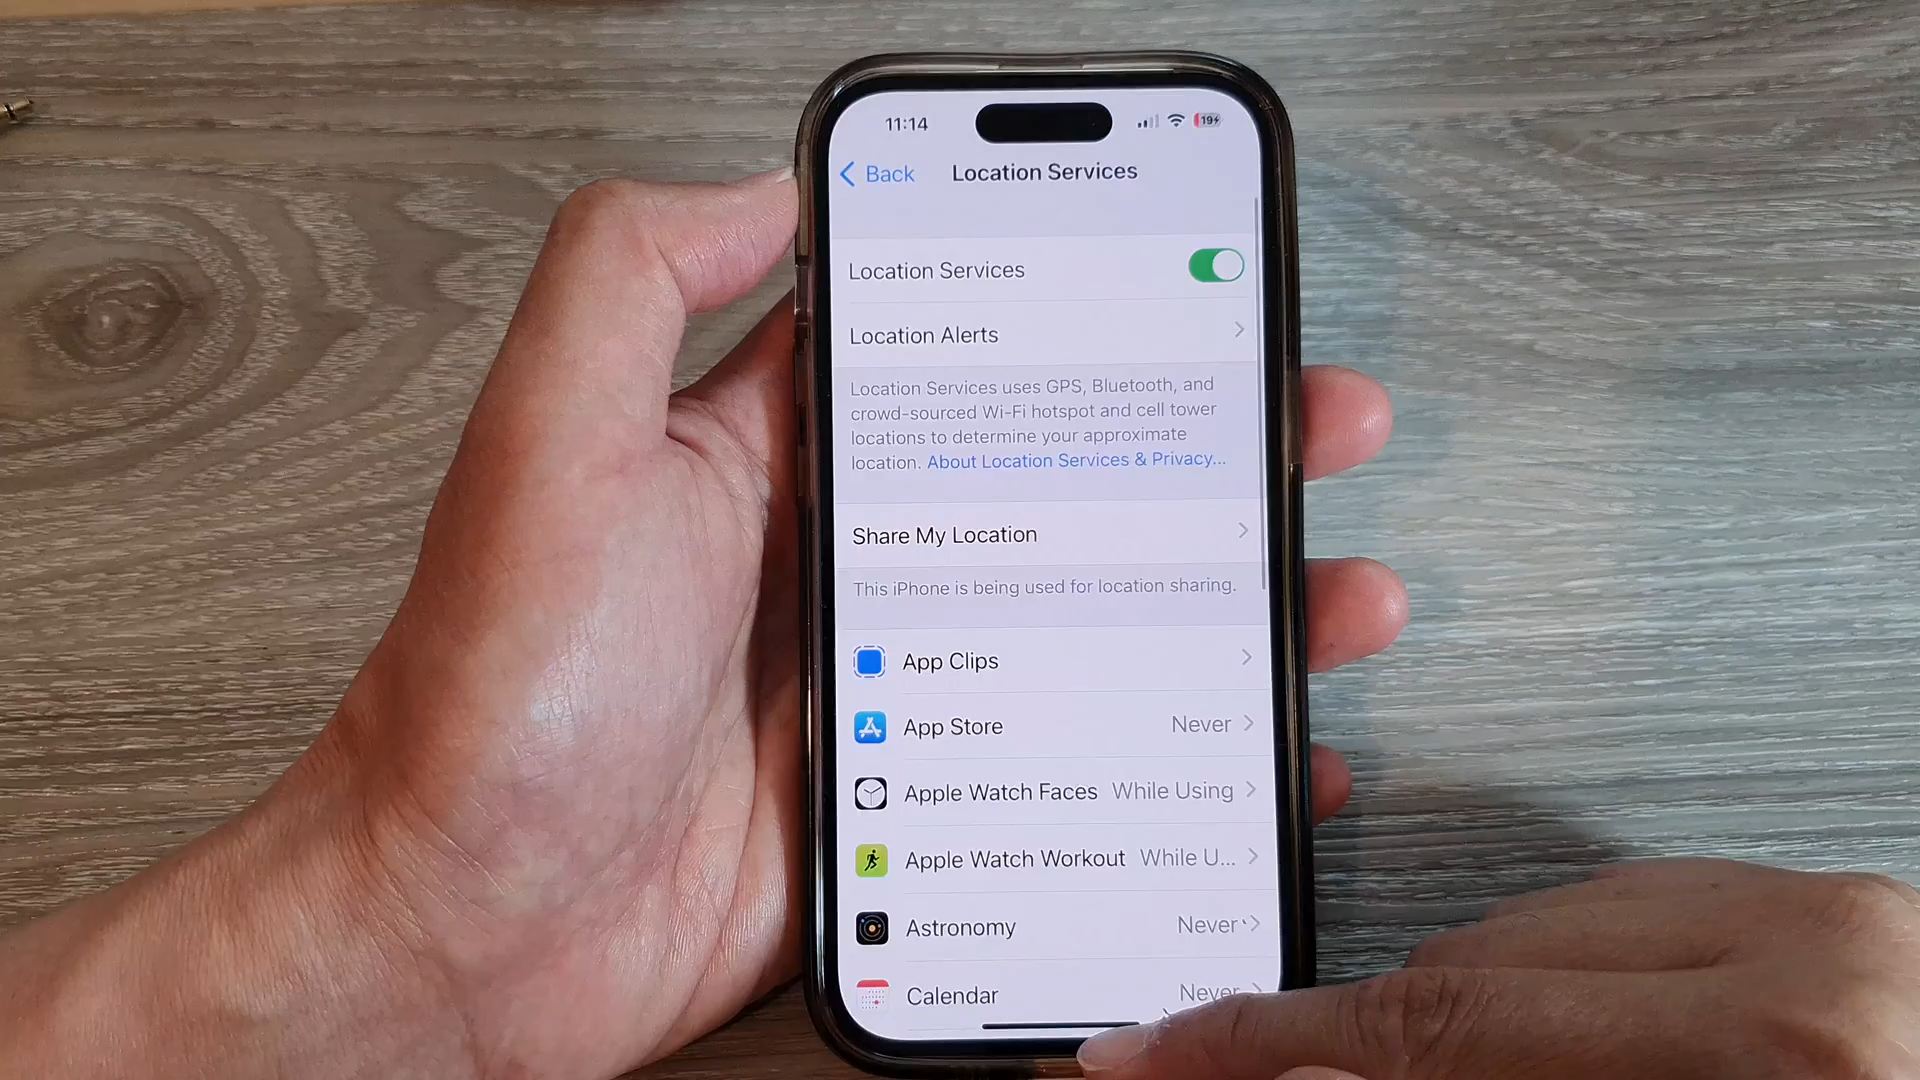 11:14
19
Back
Location Services
Location Services
Location Alerts
Location Services uses GPS, Bluetooth, and
crowd-sourced Wi-Fi hotspot and cell tower
locations to determine your approximate
location. About Location Services & Privacy...
Share My Location
This iPhone is being used for location sharing.
App Clips
App Store Never
Apple Watch Faces While Using
Apple Watch Workout While U...
Astronomy Never
Calendar Never